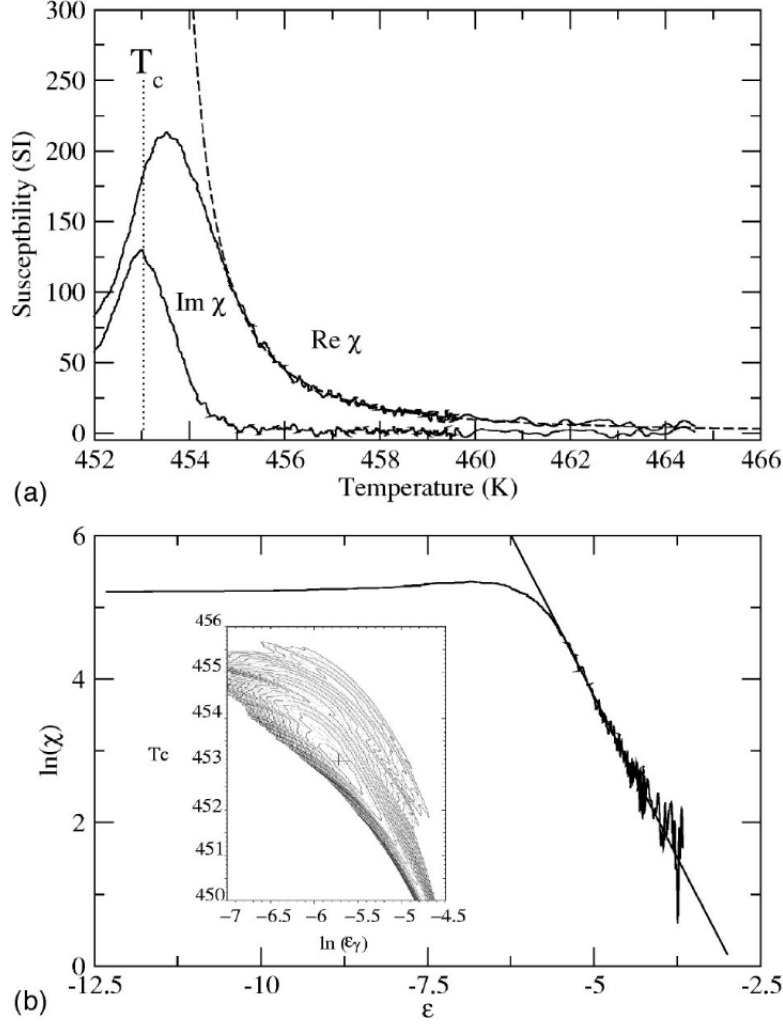 300
250
200
150
100
50
0
Susceptbility (SI)
T_c
Im χ
Re χ
452 454 456 458 460 462 464 466
Temperature (K)
(a)
6
4
2
0
ln(χ)
456
455
454
453
452
451
450
Tc
-7 -6.5 -6 -5.5 -5 -4.5
ln (ε_γ)
-12.5 -10 -7.5 -5 -2.5
ε
(b)